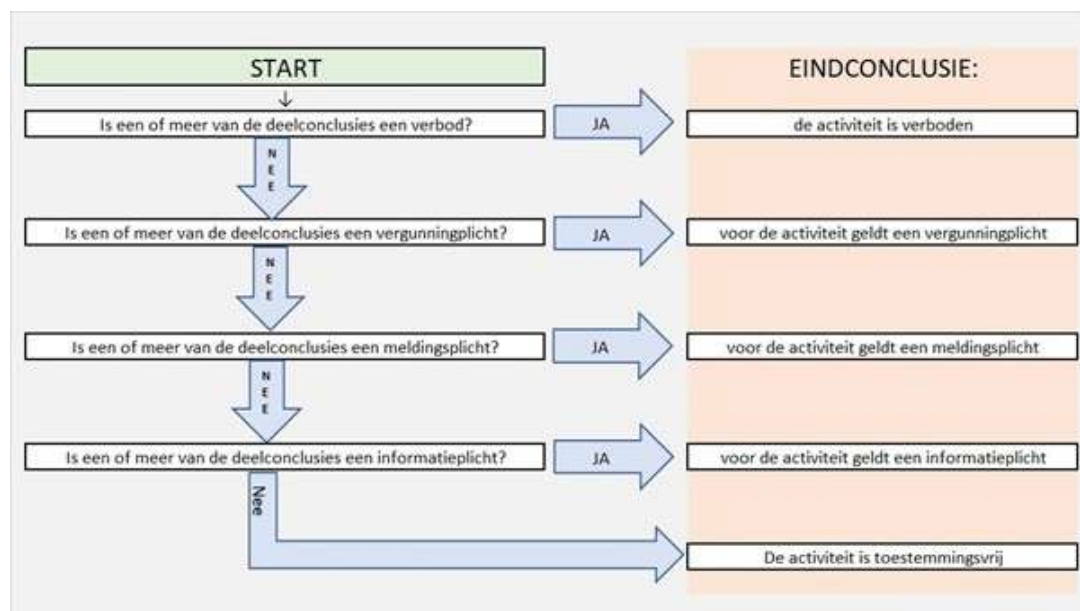 START
EINDCONCLUSIE:
Is een of meer van de deelconclusies een verbod?
JA
de activiteit is verboden
NEE
Is een of meer van de deelconclusies een vergunningplicht?
JA
voor de activiteit geldt een vergunningplicht
NEE
Is een of meer van de deelconclusies een meldingsplicht?
JA
voor de activiteit geldt een meldingsplicht
NEE
Is een of meer van de deelconclusies een informatieplicht?
JA
voor de activiteit geldt een informatieplicht
Nee
De activiteit is toestemmingsvrij